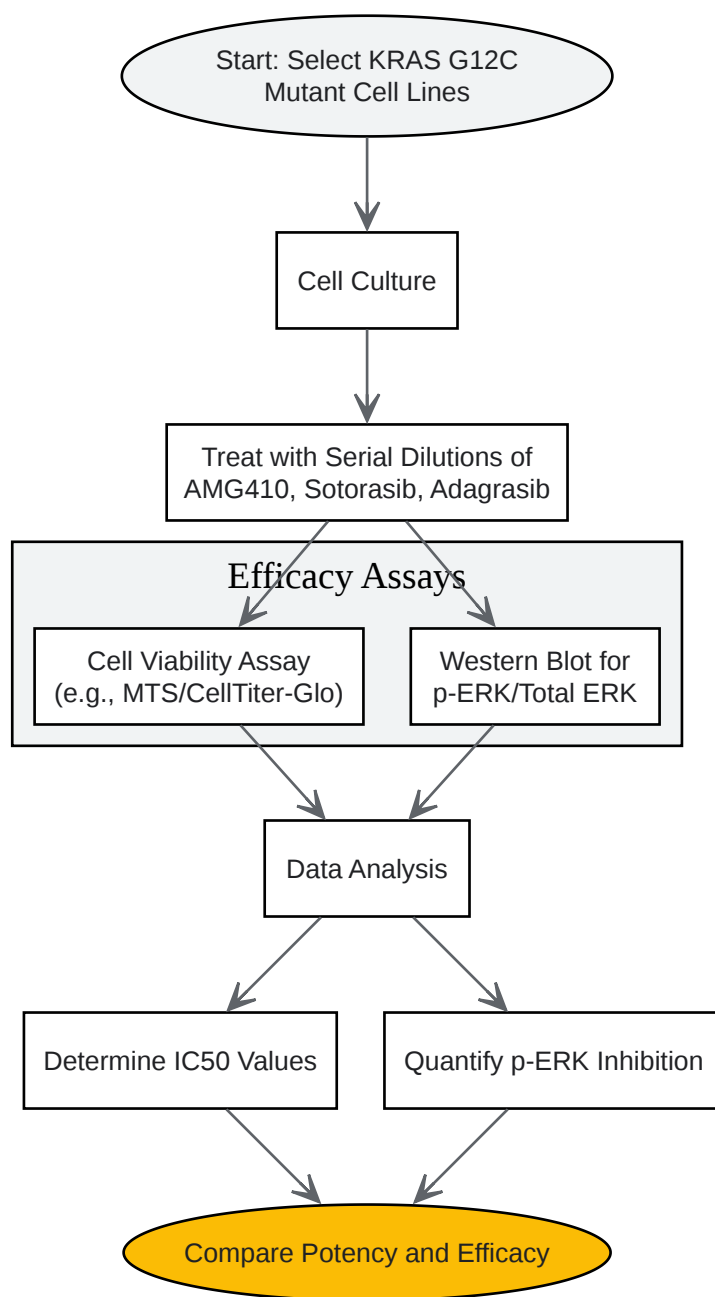 Start: Select KRAS G12C
Mutant Cell Lines
Cell Culture
Treat with Serial Dilutions of
AMG410, Sotorasib, Adagrasib
Efficacy Assays
Cell Viability Assay
(e.g., MTS/CellTiter-Glo)
Western Blot for
p-ERK/Total ERK
Data Analysis
Determine IC50 Values
Quantify p-ERK Inhibition
Compare Potency and Efficacy